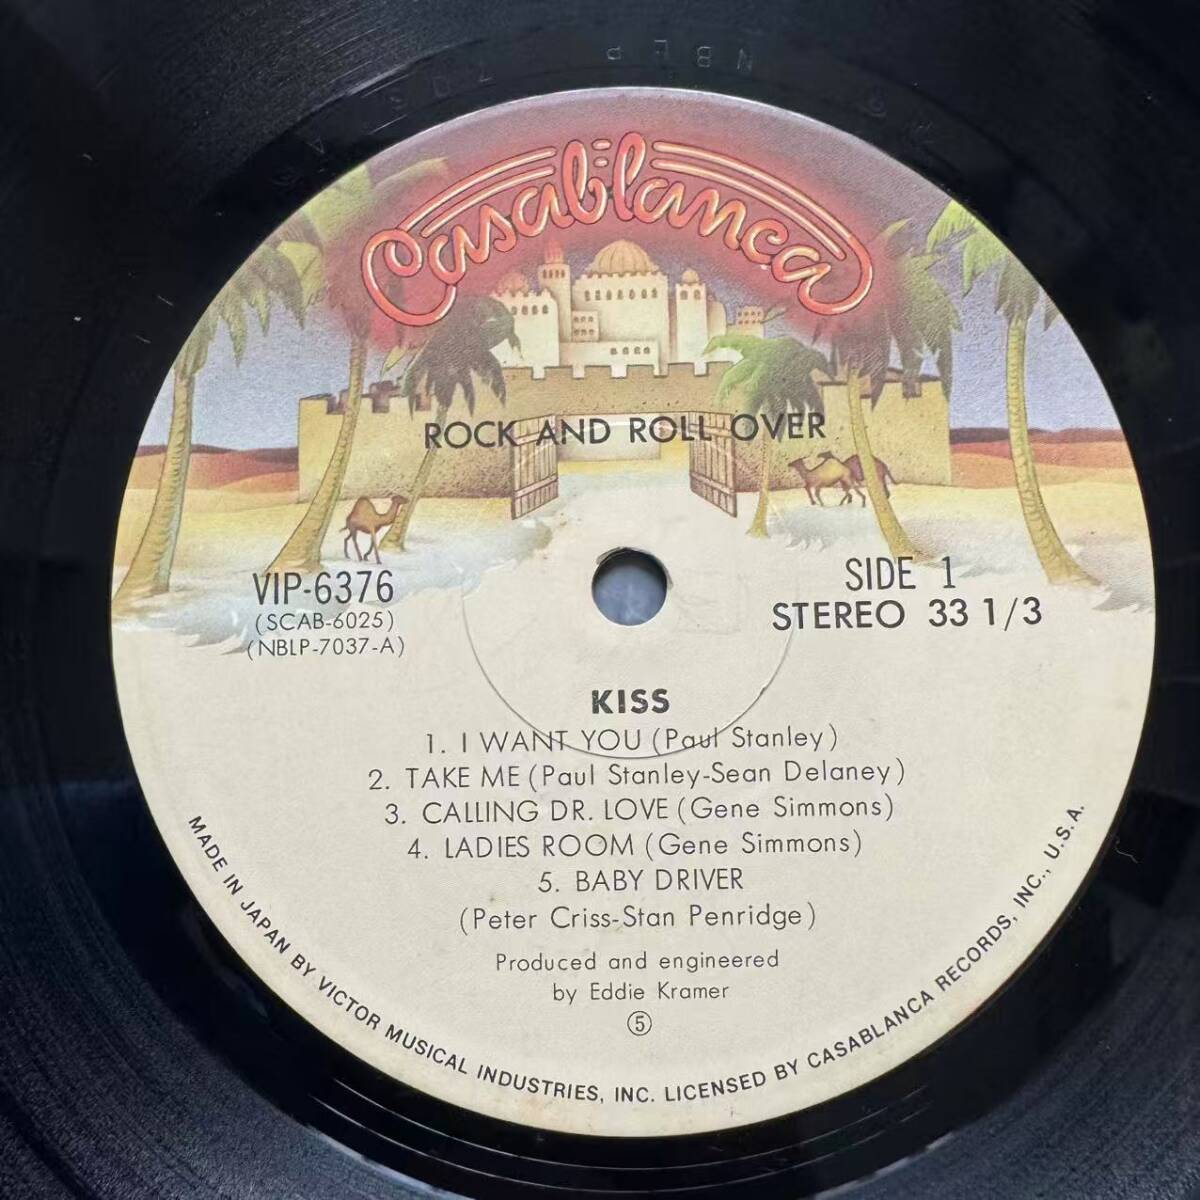 NBLP
Casablanca
ROCK AND ROLL OVER
VIP-6376
(SCAB-6025)
(NBLP-7037-A)
SIDE 1
STEREO 33 1/3
KISS
1. I WANT YOU (Paul Stanley)
2. TAKE ME (Paul Stanley-Sean Delaney)
3. CALLING DR. LOVE (Gene Simmons)
4. LADIES ROOM (Gene Simmons)
5. BABY DRIVER
(Peter Criss-Stan Penridge)
Produced and engineered
by Eddie Kramer
⑤
MADE IN JAPAN BY VICTOR MUSICAL INDUSTRIES, INC. LICENSED BY CASABLANCA RECORDS, INC., U.S.A.